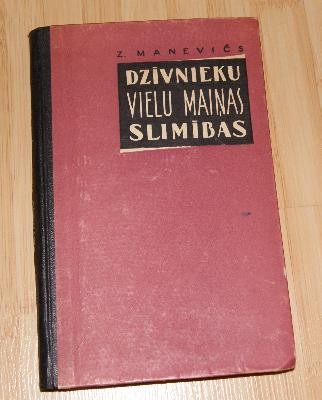 Z. MANEVIČS
DZĪVNIEKU
VIELU MAIŅAS
SLIMĪBAS